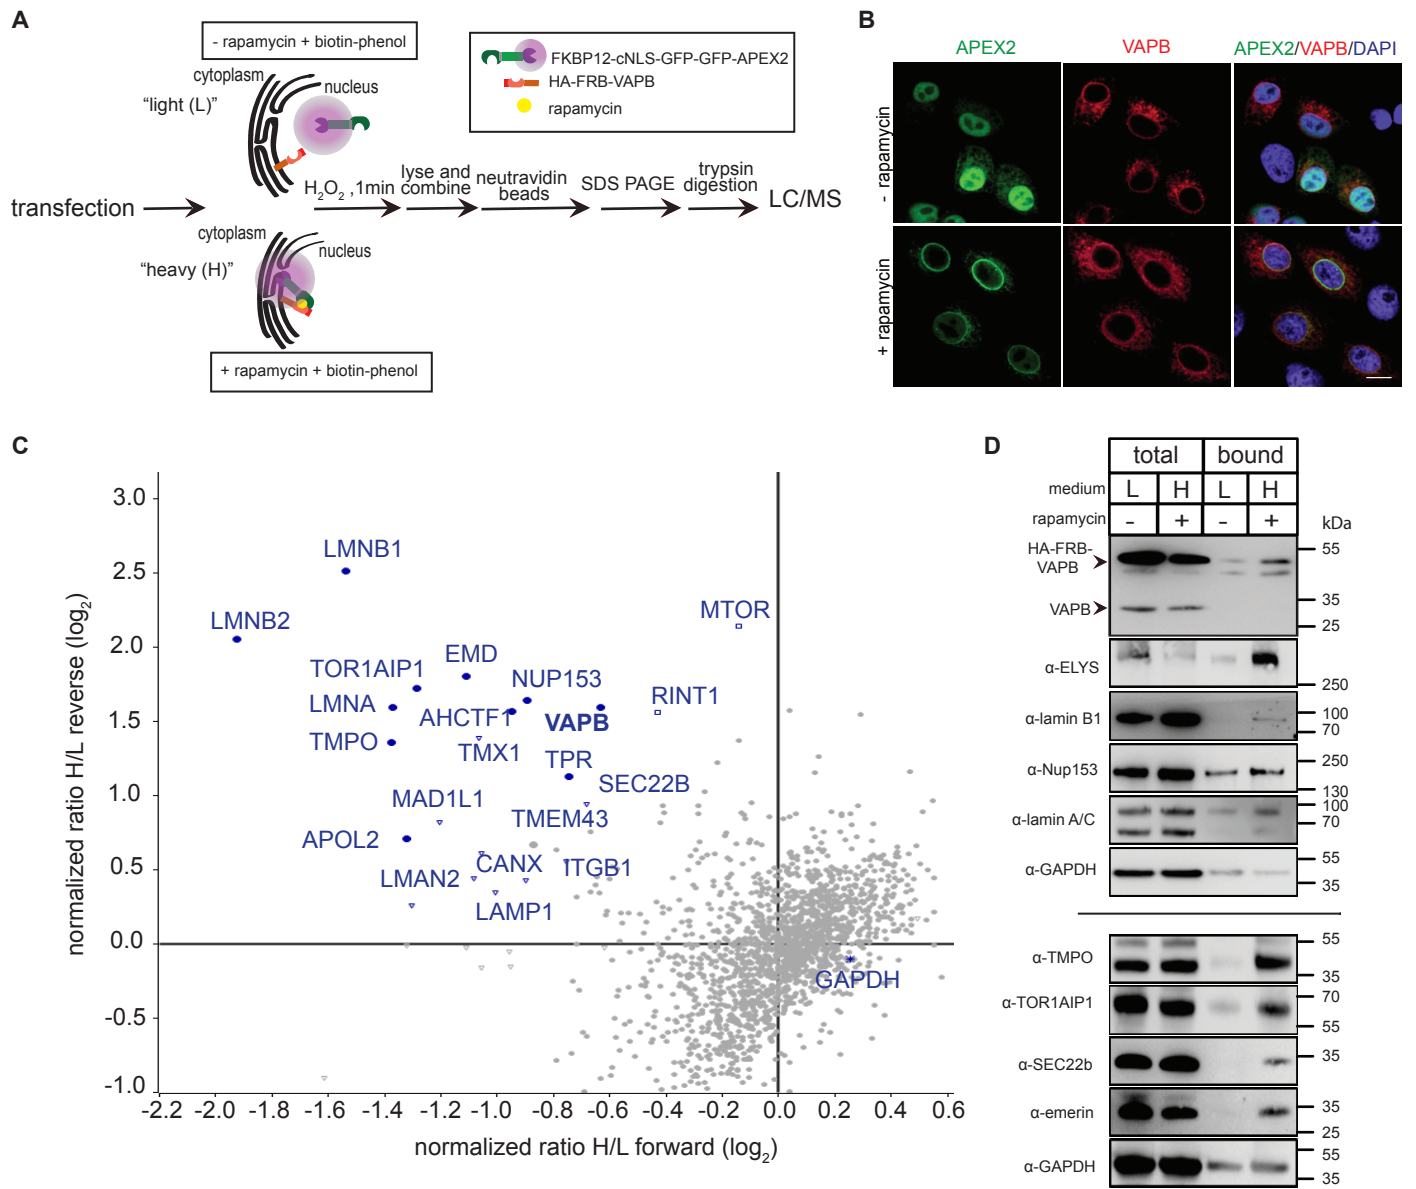 A
- rapamycin + biotin-phenol
cytoplasm
"light (L)"
nucleus
FKBP12-cNLS-GFP-GFP-APEX2
HA-FRB-VAPB
rapamycin
transfection
H₂O₂ ,1min
lyse and
combine
neutravidin
beads
SDS PAGE
trypsin
digestion
LC/MS
cytoplasm
nucleus
"heavy (H)"
+ rapamycin + biotin-phenol
B
APEX2
VAPB
APEX2/VAPB/DAPI
- rapamycin
+ rapamycin
C
normalized ratio H/L reverse (log₂)
3.0
2.5
2.0
1.5
1.0
0.5
0.0
-0.5
-1.0
LMNB1
LMNB2
MTOR
EMD
TOR1AIP1
NUP153
RINT1
LMNA
AHCTF1
VAPB
TMPO
TMX1
TPR
SEC22B
MAD1L1
TMEM43
APOL2
CANX
ITGB1
LMAN2
LAMP1
GAPDH
-2.2 -2.0 -1.8 -1.6 -1.4 -1.2 -1.0 -0.8 -0.6 -0.4 -0.2 0.0 0.2 0.4 0.6
normalized ratio H/L forward (log₂)
D
total bound
medium L H L H
rapamycin - + - + kDa
HA-FRB-
VAPB
55
VAPB
35
25
α-ELYS
250
α-lamin B1
100
70
α-Nup153
250
130
α-lamin A/C
100
70
α-GAPDH
55
35
α-TMPO
55
35
α-TOR1AIP1
70
55
α-SEC22b
35
α-emerin
35
25
α-GAPDH
55
35